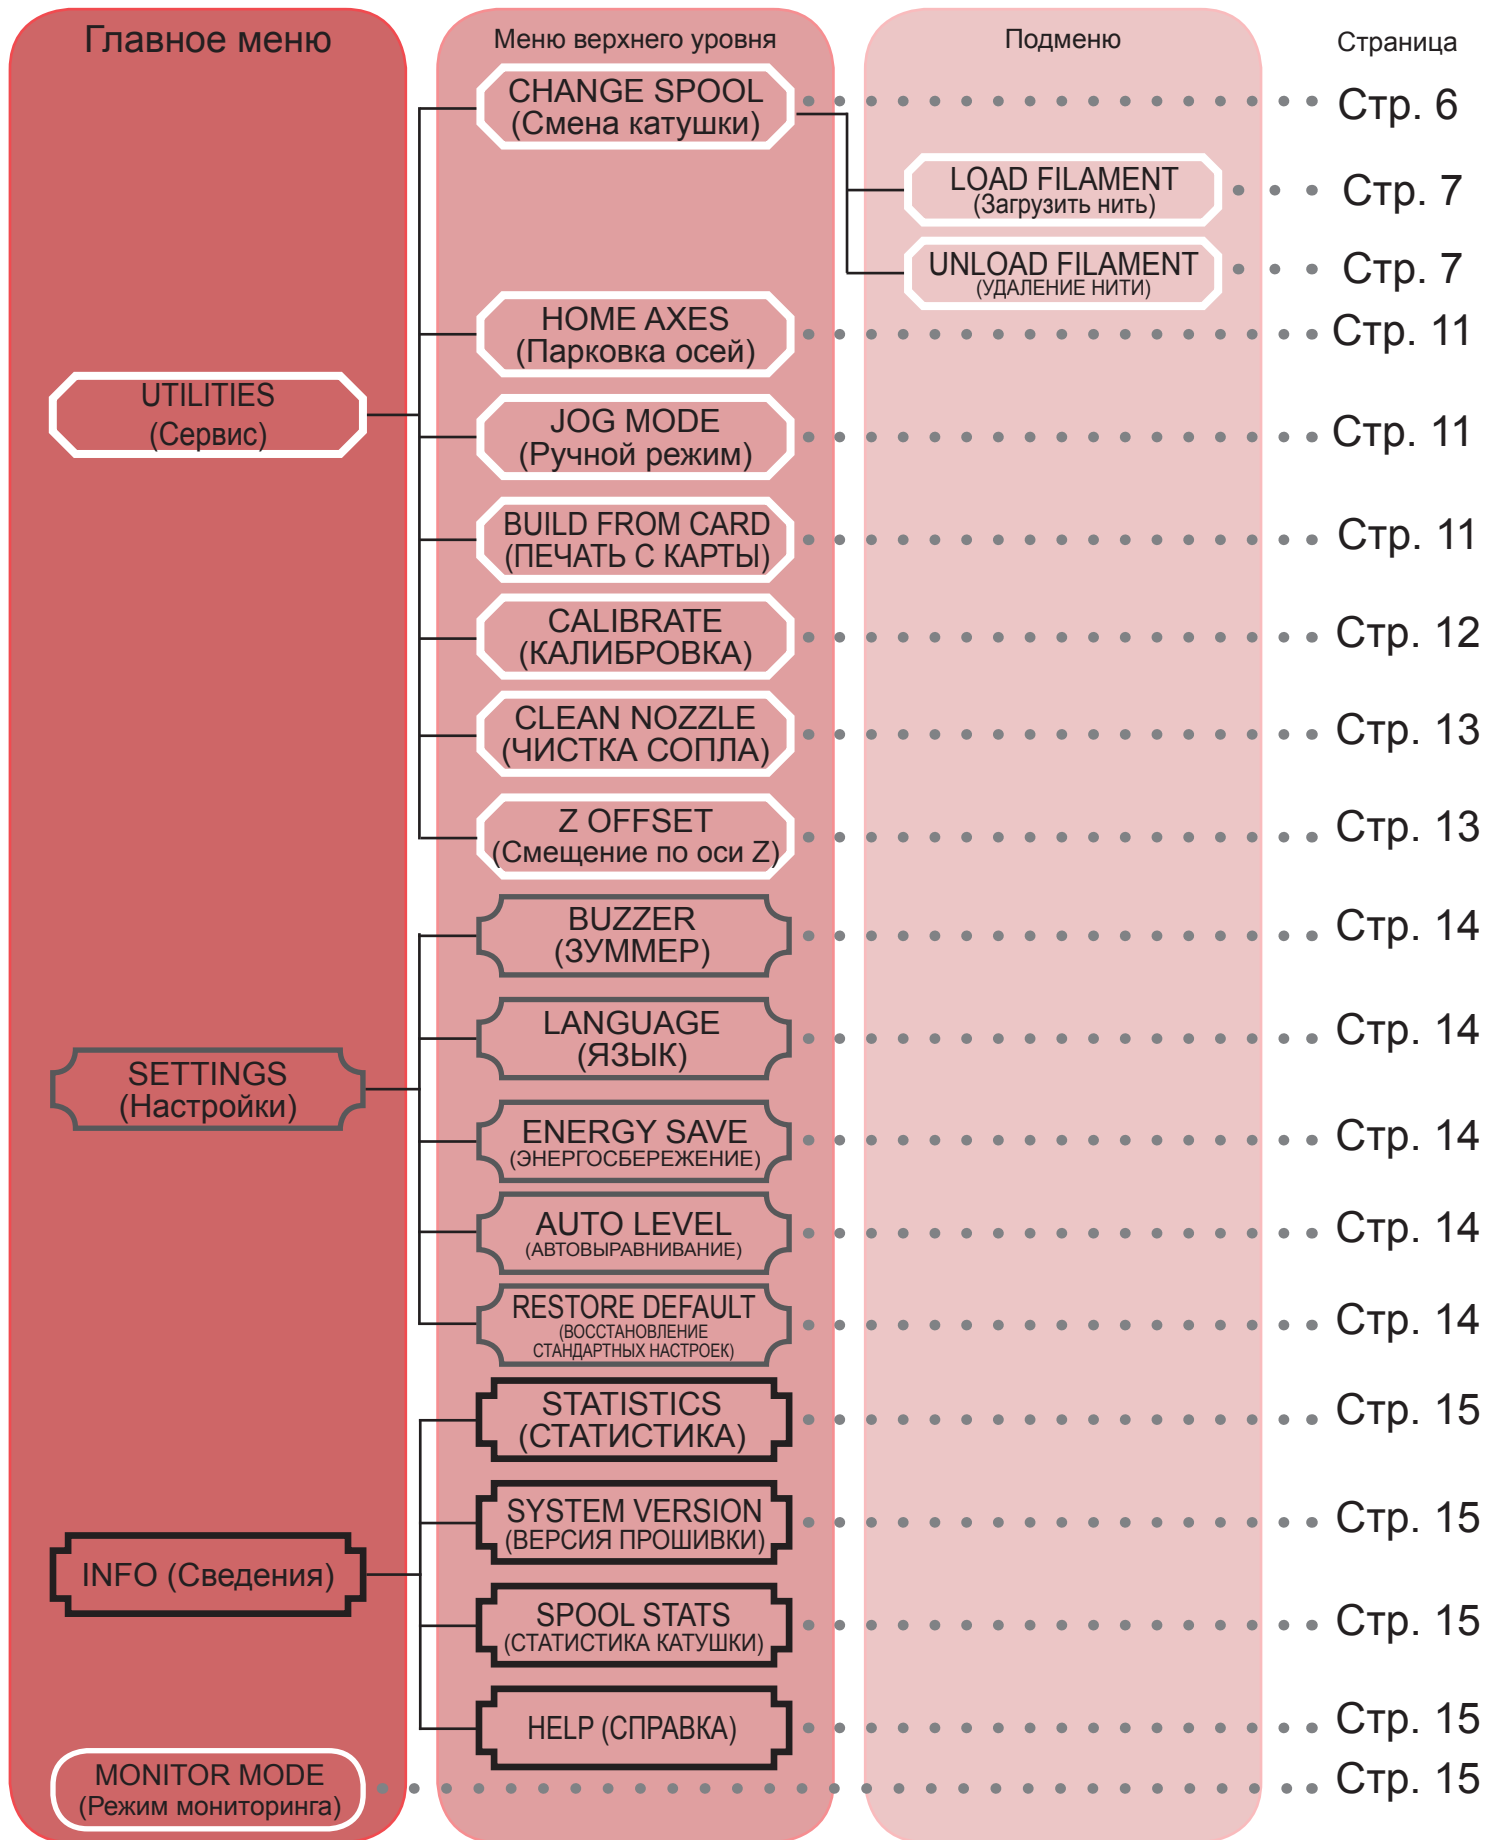 Главное меню
Меню верхнего уровня
Подменю
Страница
CHANGE SPOOL
(Смена катушки)
Стр. 6
LOAD FILAMENT
(Загрузить нить)
Стр. 7
UNLOAD FILAMENT
(УДАЛЕНИЕ НИТИ)
Стр. 7
HOME AXES
(Парковка осей)
Стр. 11
UTILITIES
(Сервис)
JOG MODE
(Ручной режим)
Стр. 11
BUILD FROM CARD
(ПЕЧАТЬ С КАРТЫ)
Стр. 11
CALIBRATE
(КАЛИБРОВКА)
Стр. 12
CLEAN NOZZLE
(ЧИСТКА СОПЛА)
Стр. 13
Z OFFSET
(Смещение по оси Z)
Стр. 13
BUZZER
(ЗУММЕР)
Стр. 14
LANGUAGE
(ЯЗЫК)
Стр. 14
SETTINGS
(Настройки)
ENERGY SAVE
(ЭНЕРГОСБЕРЕЖЕНИЕ)
Стр. 14
AUTO LEVEL
(АВТОВЫРАВНИВАНИЕ)
Стр. 14
RESTORE DEFAULT
(ВОССТАНОВЛЕНИЕ
СТАНДАРТНЫХ НАСТРОЕК)
Стр. 14
STATISTICS
(СТАТИСТИКА)
Стр. 15
SYSTEM VERSION
(ВЕРСИЯ ПРОШИВКИ)
Стр. 15
INFO (Сведения)
SPOOL STATS
(СТАТИСТИКА КАТУШКИ)
Стр. 15
HELP (СПРАВКА)
Стр. 15
MONITOR MODE
(Режим мониторинга)
Стр. 15